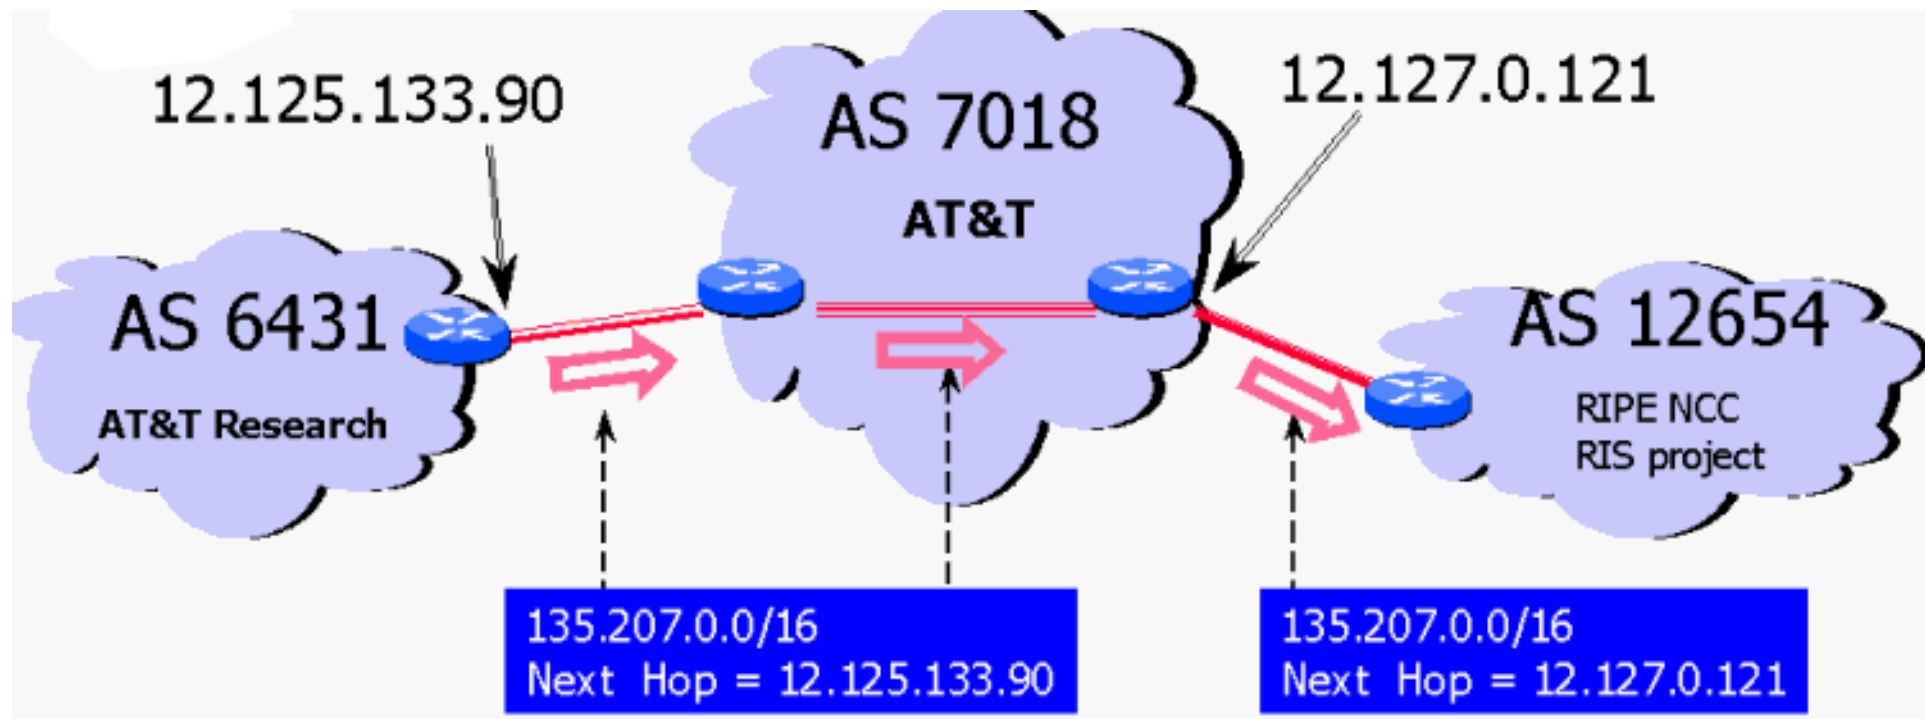 12.125.133.90
AS 7018
AT&T
12.127.0.121
AS 6431
AT&T Research
AS 12654
RIPE NCC
RIS project
135.207.0.0/16
Next Hop = 12.125.133.90
135.207.0.0/16
Next Hop = 12.127.0.121